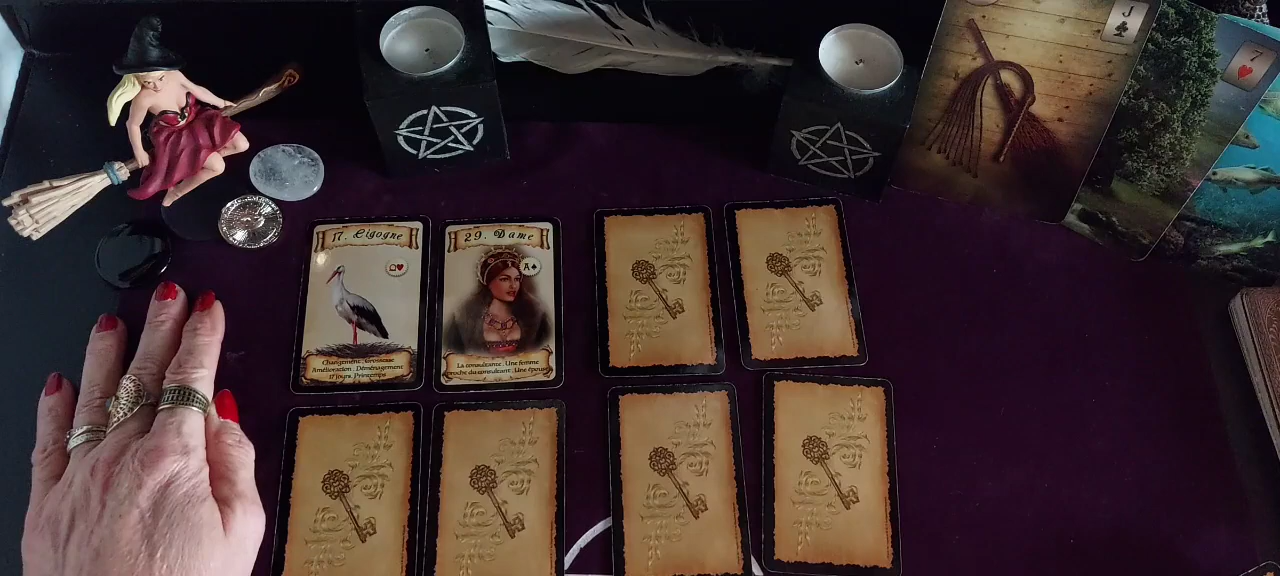 J
7
17. Cigogne
Q
Changement. Grossesse
Amélioration. Déménagement
17 jours. Printemps
29. Dame
A
La consultante. Une femme
proche du consultant. Une épouse